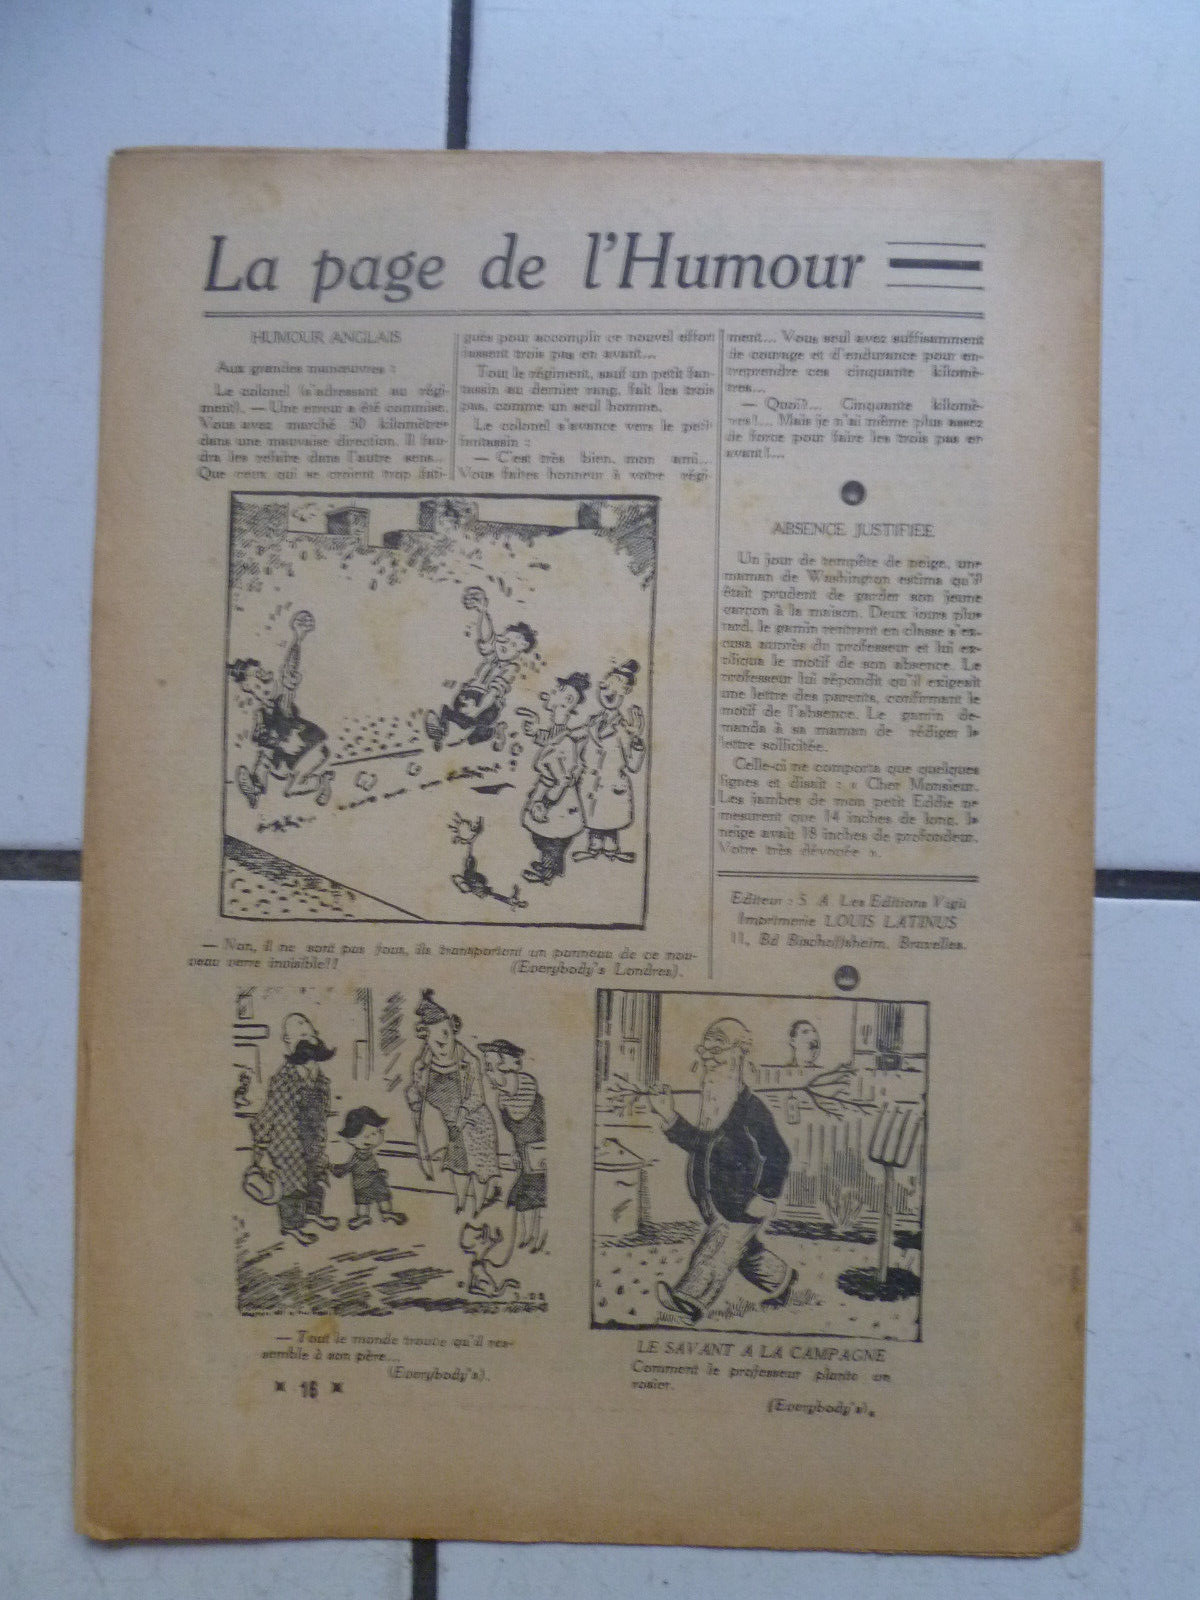 La page de l'Humour
HUMOUR ANGLAIS
Aux grandes manœuvres :
Le colonel (s'adressant au régi-
ment). — Une erreur a été commise.
Vous avez marché 50 kilomètres
dans une mauvaise direction. Il fau-
dra les refaire dans l'autre sens...
Que ceux qui se croient trop fati-
gués pour accomplir ce nouvel effort
fassent trois pas en avant...
Tout le régiment, sauf un petit fan-
tassin au dernier rang, fait les trois
pas, comme un seul homme.
Le colonel s'avance vers le petit
fantassin :
— C'est très bien, mon ami...
Vous faites honneur à votre régi-
ment... Vous seul avez suffisamment
de courage et d'endurance pour en-
treprendre ces cinquante kilomè-
tres...
— Quoi?... Cinquante kilomè-
tres!... Mais je n'ai même plus assez
de force pour faire les trois pas en
avant!...
ABSENCE JUSTIFIEE
Un jour de tempête de neige, une
maman de Washington estima qu'il
était prudent de garder son jeune
garçon à la maison. Deux jours plus
tard, le gamin rentrant en classe s'ex-
cusa auprès du professeur et lui ex-
pliqua le motif de son absence. Le
professeur lui répondit qu'il exigeait
une lettre des parents, confirmant le
motif de l'absence. Le gamin de-
manda à sa maman de rédiger la
lettre sollicitée.
Celle-ci ne comporta que quelques
lignes et disait : « Cher Monsieur.
Les jambes de mon petit Eddie ne
mesurent que 14 inches de long, la
neige avait 18 inches de profondeur.
Votre très dévouée ».
Editeur : S. A. Les Editions Vigil
Imprimerie LOUIS LATINUS
11, Bd Bischoffsheim, Bruxelles.
— Non, il ne sont pas fous, ils transportent un panneau de ce nou-
veau verre invisible!! (Everybody's Londres).
— Tout le monde trouve qu'il res-
semble à son père...
(Everybody's).
16
LE SAVANT A LA CAMPAGNE
Comment le professeur plante un
rosier.
(Everybody's).